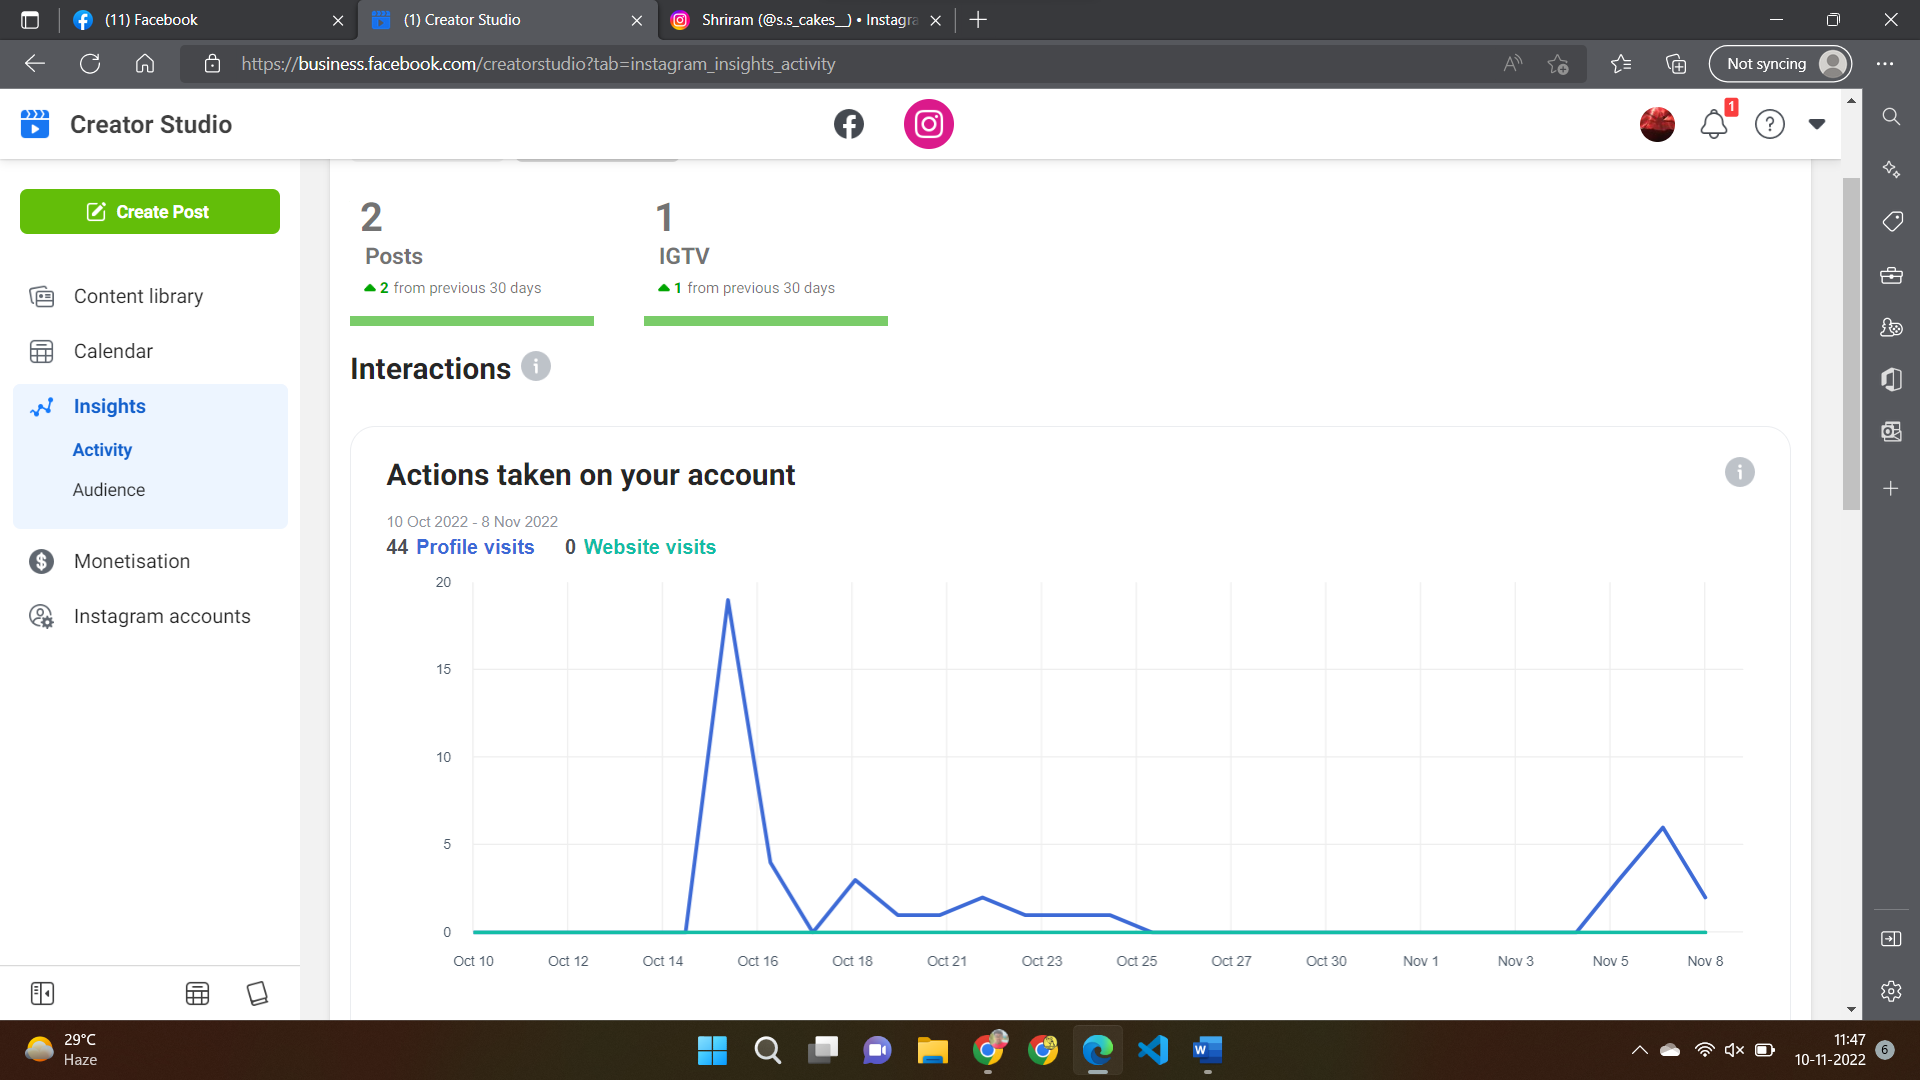 (11) Facebook
(1) Creator Studio
Shriram (@s.s_cakes__) • Instagra
https://business.facebook.com/creatorstudio?tab=instagram_insights_activity
Not syncing
Creator Studio
1
Create Post
Content library
Calendar
Insights
Activity
Audience
Monetisation
Instagram accounts
2
Posts
2 from previous 30 days
1
IGTV
1 from previous 30 days
Interactions
Actions taken on your account
10 Oct 2022 - 8 Nov 2022
44 Profile visits 0 Website visits
20
15
10
5
0
Oct 10 Oct 12 Oct 14 Oct 16 Oct 18 Oct 21 Oct 23 Oct 25 Oct 27 Oct 30 Nov 1 Nov 3 Nov 5 Nov 8
29°C
Haze
11:47
10-11-2022
6